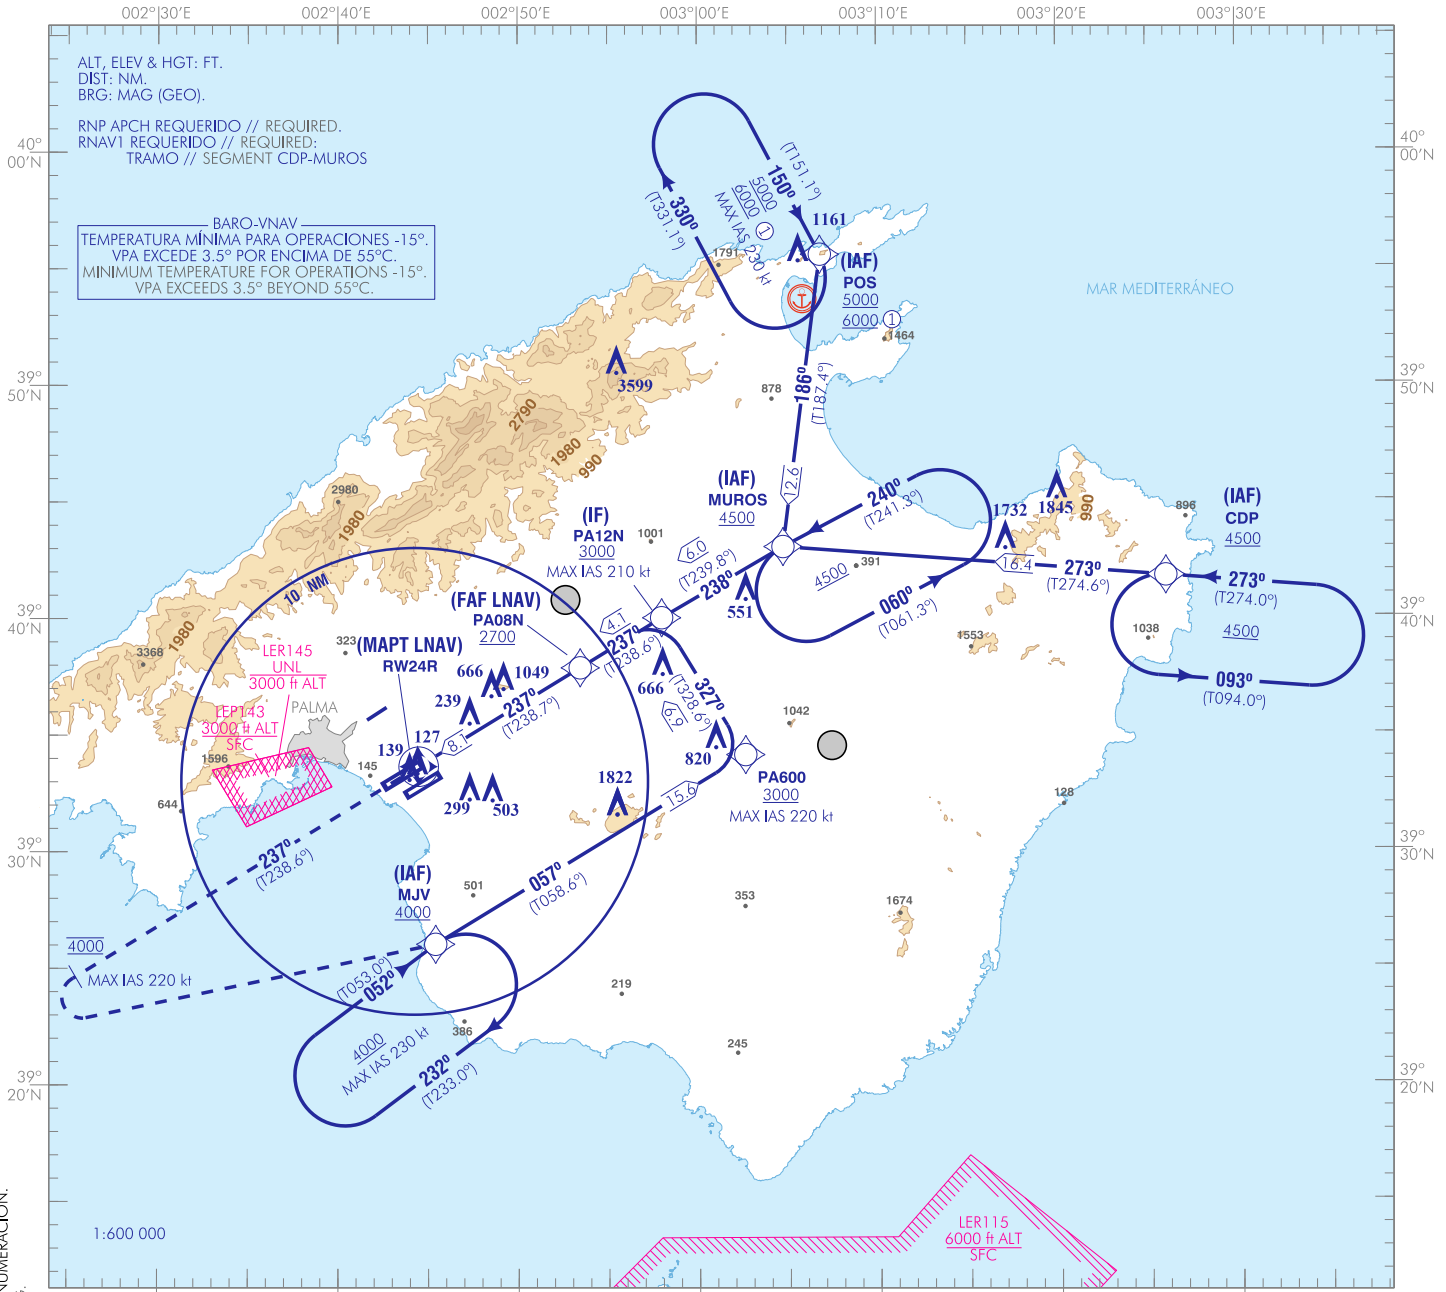 002°30'E
002°40'E
002°50'E
003°00'E
003°10'E
003°20'E
003°30'E
ALT, ELEV & HGT: FT.
DIST: NM.
BRG: MAG (GEO).
RNP APCH REQUERIDO // REQUIRED.
RNAV1 REQUERIDO // REQUIRED:
TRAMO // SEGMENT CDP-MUROS
BARO-VNAV
TEMPERATURA MÍNIMA PARA OPERACIONES -15°.
VPA EXCEDE 3.5° POR ENCIMA DE 55°C.
MINIMUM TEMPERATURE FOR OPERATIONS -15°.
VPA EXCEEDS 3.5° BEYOND 55°C.
40°
00'N
40°
00'N
(T151.1°)
150°
5000
6000 1
MAX IAS 230 kt
330°
(T331.1°)
1161
1791
(IAF)
POS
5000
6000 1
1464
MAR MEDITERRÁNEO
39°
50'N
39°
50'N
3599
878
186°
(T187.4°)
12.6
2790
1980
990
2980
1980
(IAF)
MUROS
4500
240°
(T241.3°)
4500
391
060°
(T061.3°)
1732
1845
990
896
(IAF)
CDP
4500
(IF)
PA12N
3000
MAX IAS 210 kt
1001
6.0
(T239.8°)
238°
551
16.4
273°
(T274.6°)
273°
(T274.0°)
4500
093°
(T094.0°)
1038
1553
39°
40'N
39°
40'N
10 NM
(FAF LNAV)
PA08N
2700
4.1
237°
(T238.6°)
(MAPT LNAV)
RW24R
323
1980
3368
LER145
UNL
3000 ft ALT
LEP143
3000 ft ALT
SFC
PALMA
1596
145
644
666
1049
239
237°
(T238.7°)
8.1
139
127
299
503
666
327°
(T328.6°)
6.9
820
1042
PA600
3000
MAX IAS 220 kt
15.6
1822
128
39°
30'N
39°
30'N
237°
(T238.6°)
(IAF)
MJV
4000
501
057°
(T058.6°)
353
1674
4000
MAX IAS 220 kt
(T053.0°)
052°
4000
MAX IAS 230 kt
386
232°
(T233.0°)
219
245
39°
20'N
39°
20'N
1:600 000
LER115
6000 ft ALT
SFC
NUMERACIÓN.